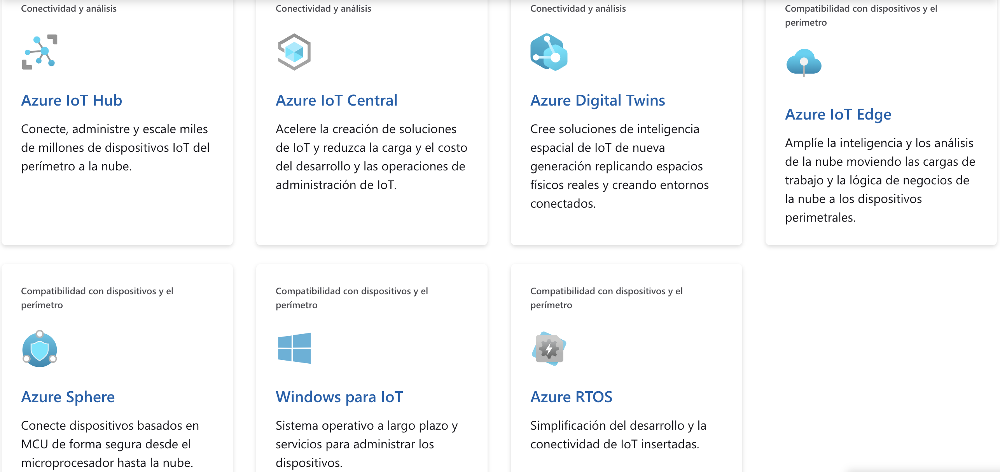 Conectividad y análisis
Azure IoT Hub
Conecte, administre y escale miles
de millones de dispositivos IoT del
perímetro a la nube.
Conectividad y análisis
Azure IoT Central
Acelere la creación de soluciones
de IoT y reduzca la carga y el costo
del desarrollo y las operaciones de
administración de IoT.
Conectividad y análisis
Azure Digital Twins
Cree soluciones de inteligencia
espacial de IoT de nueva
generación replicando espacios
físicos reales y creando entornos
conectados.
Compatibilidad con dispositivos y el
perímetro
Azure IoT Edge
Amplíe la inteligencia y los análisis
de la nube moviendo las cargas de
trabajo y la lógica de negocios de
la nube a los dispositivos
perimetrales.
Compatibilidad con dispositivos y el
perímetro
Azure Sphere
Conecte dispositivos basados en
MCU de forma segura desde el
microprocesador hasta la nube.
Compatibilidad con dispositivos y el
perímetro
Windows para IoT
Sistema operativo a largo plazo y
servicios para administrar los
dispositivos.
Compatibilidad con dispositivos y el
perímetro
Azure RTOS
Simplificación del desarrollo y la
conectividad de IoT insertadas.